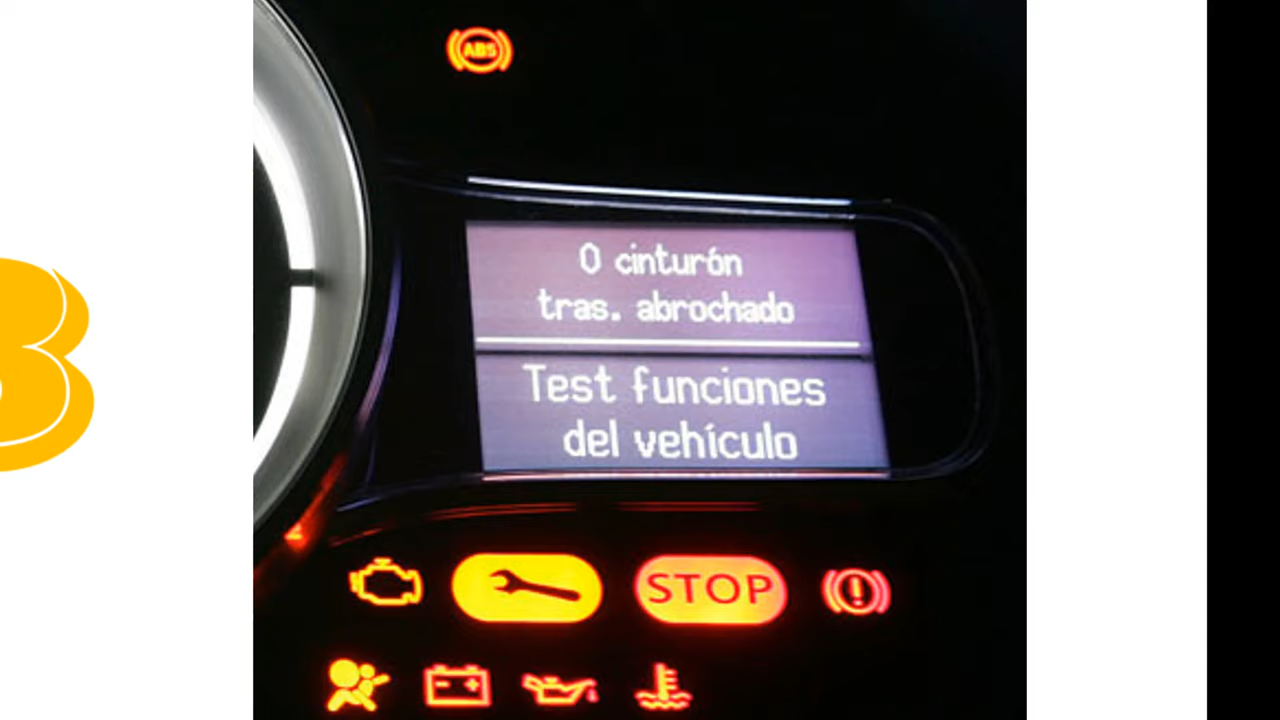 ABS
0 cinturón
tras. abrochado
Test funciones
del vehículo
STOP